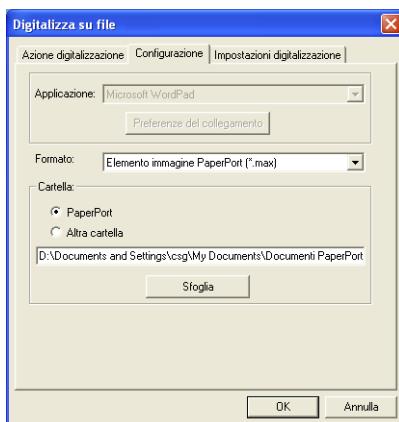 Digitalizza su file
Azione digitalizzazione Configurazione Impostazioni digitalizzazione
Applicazione: Microsoft WordPad
Preferenze del collegamento
Formato: Elemento immagine PaperPort (*.max)
Cartella:
PaperPort
Altra cartella
D:\Documents and Settings\csg\My Documents\Documenti PaperPort
Sfoglia
OK Annulla